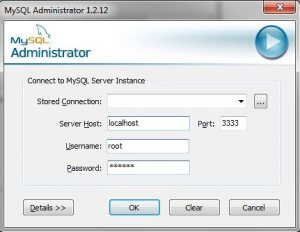 MySQL Administrator 1.2.12
MySQL
Administrator
Connect to MySQL Server Instance
Stored Connection:
...
Server Host: localhost Port: 3333
Username: root
Password: ******
Details >> OK Clear Cancel